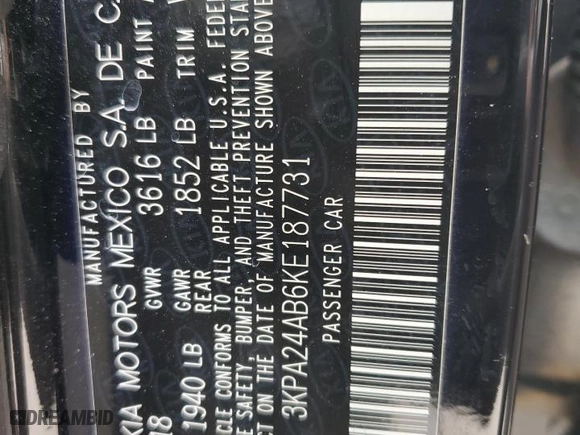 MANUFACTURED BY
KIA MOTORS MEXICO S.A. DE C
18 GVWR 3616 LB PAINT
1940 LB GAWR REAR 1852 LB TRIM
CLE CONFORMS TO ALL APPLICABLE U.S.A. FEDE
E SAFETY, BUMPER, AND THEFT PREVENTION STA
ON THE DATE OF MANUFACTURE SHOWN ABOVE
3KPA24AB6KE187731
PASSENGER CAR
KIA
©DREAMBID